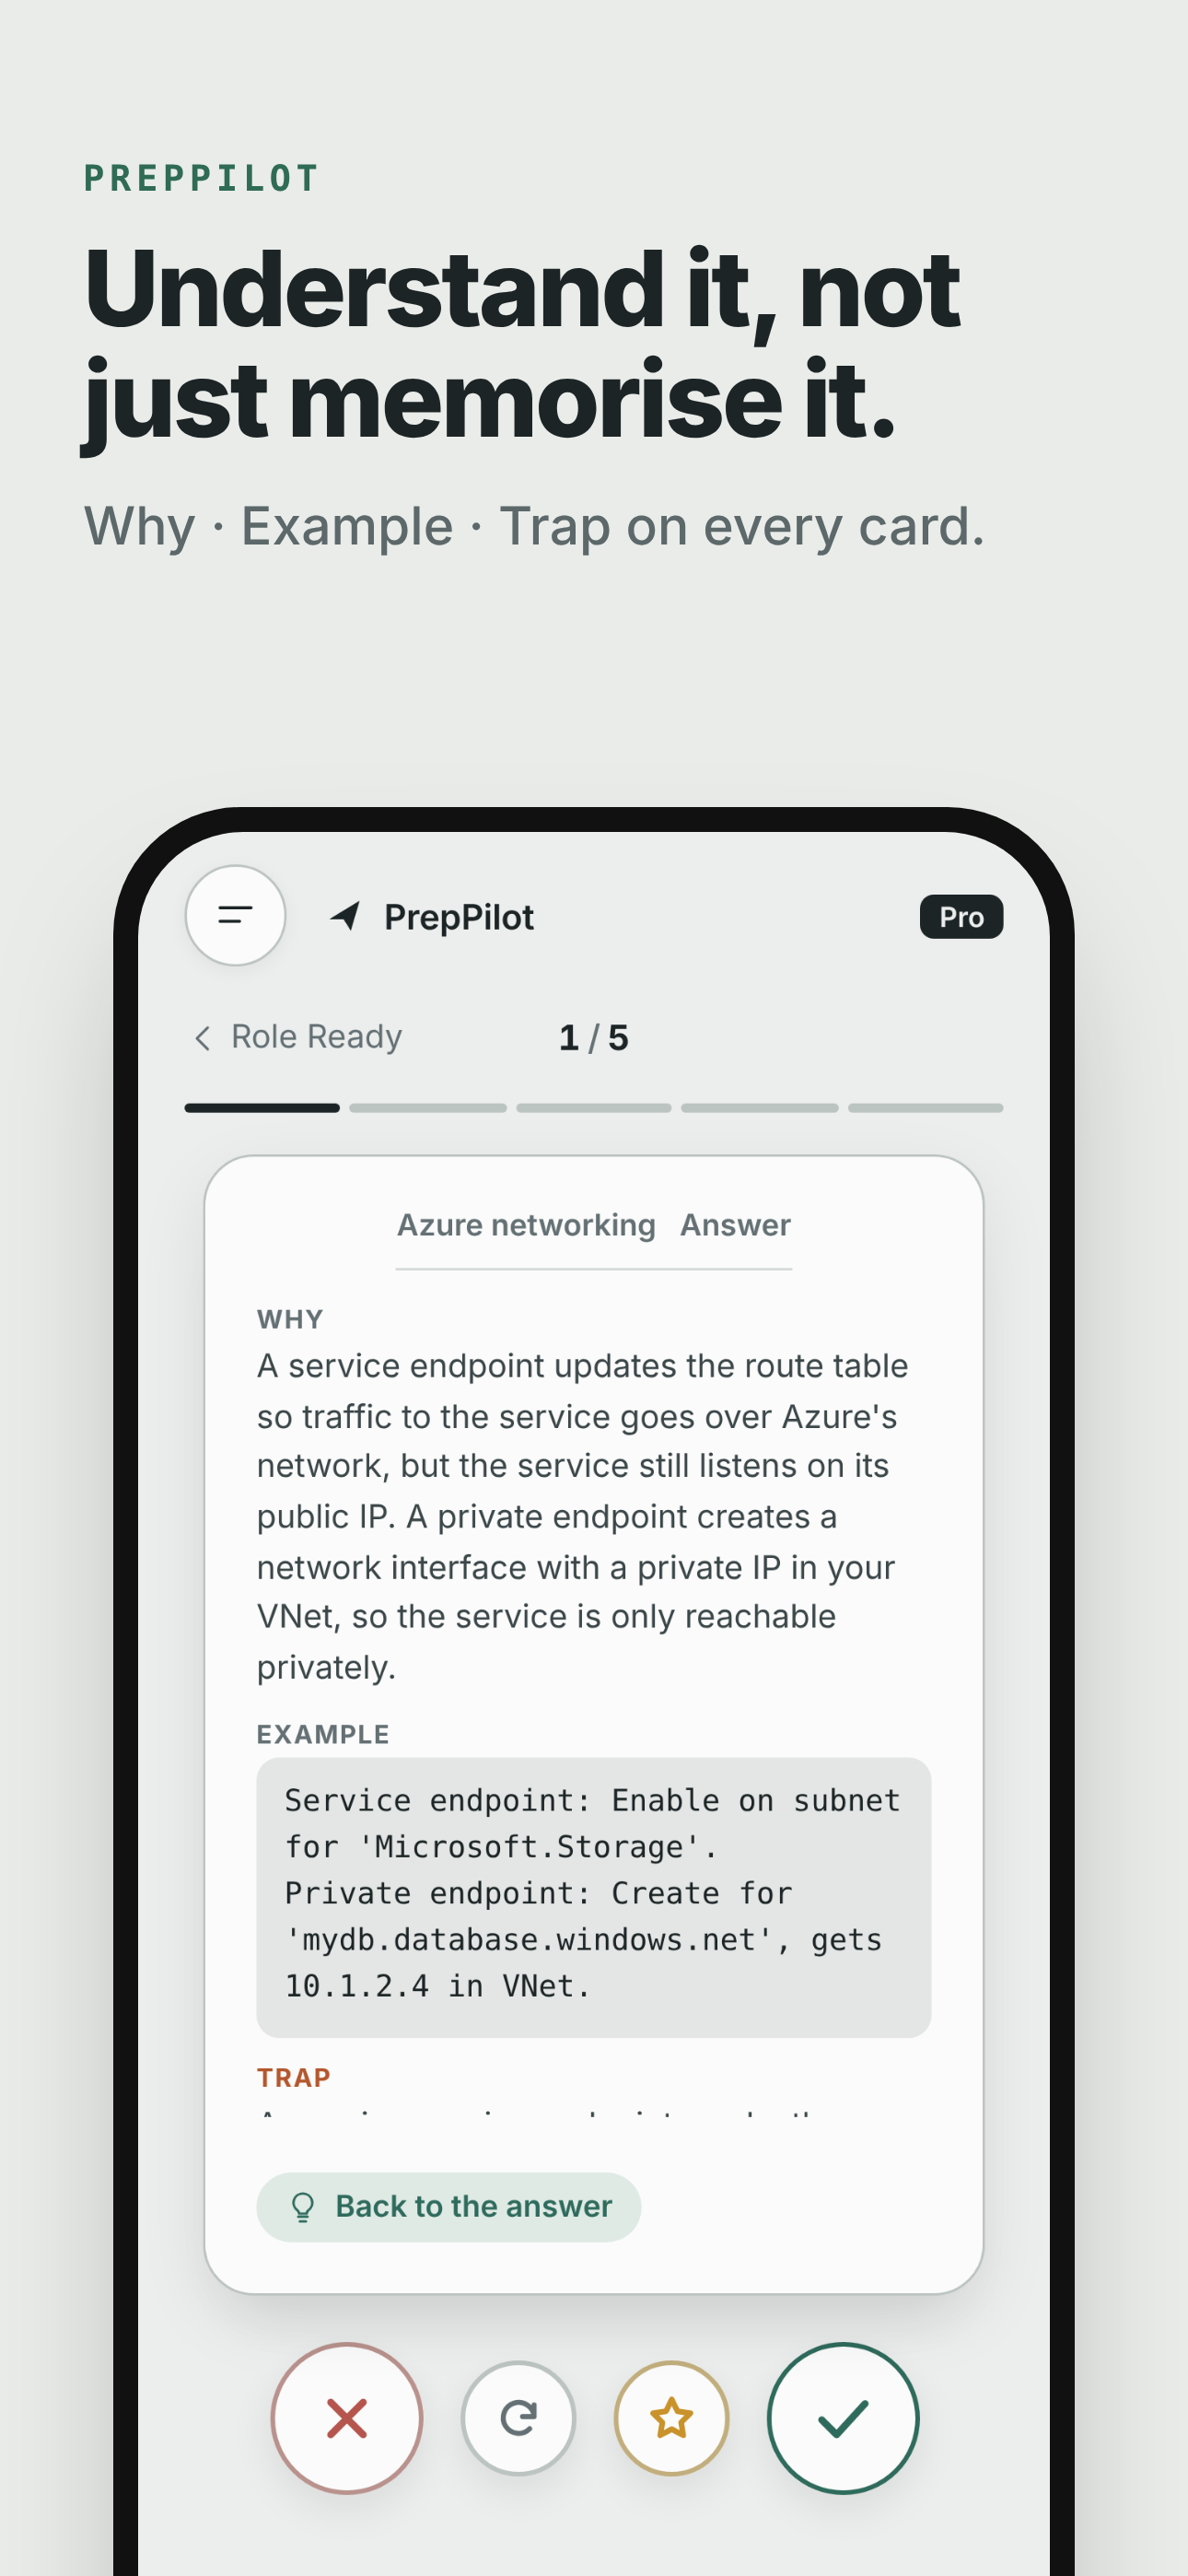 PREPPILOT
Understand it, not
just memorise it.
Why · Example · Trap on every card.
PrepPilot
Pro
Role Ready
1 / 5
Azure networking Answer
WHY
A service endpoint updates the route table
so traffic to the service goes over Azure's
network, but the service still listens on its
public IP. A private endpoint creates a
network interface with a private IP in your
VNet, so the service is only reachable
privately.
EXAMPLE
Service endpoint: Enable on subnet
for 'Microsoft.Storage'.
Private endpoint: Create for
'mydb.database.windows.net', gets
10.1.2.4 in VNet.
TRAP
Back to the answer